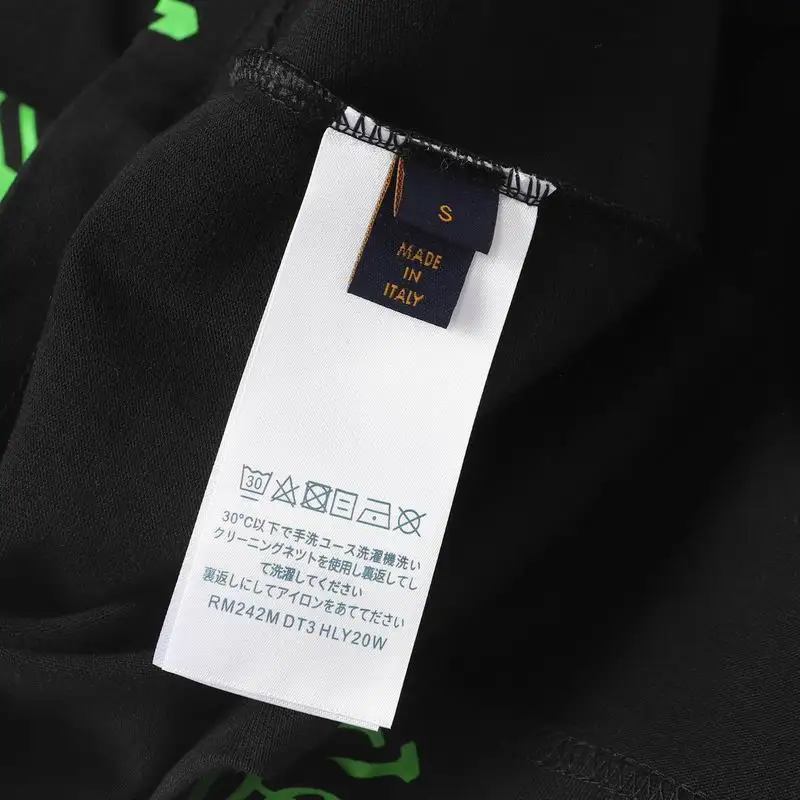 S
MADE
IN
ITALY
30
30°C以下で手洗ユース洗濯機洗い
クリーニングネットを使用し裏返してし
て洗濯してください
裏返しにしてアイロンをあててださい
RM242M DT3 HLY20W